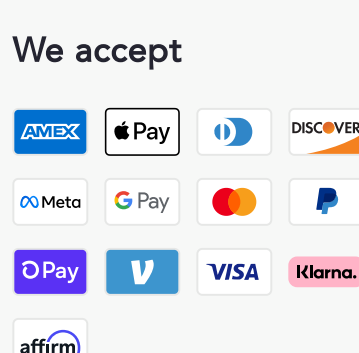 We accept
AMEX Pay DISCOVER
Meta G Pay
Pay VISA Klarna.
affirm